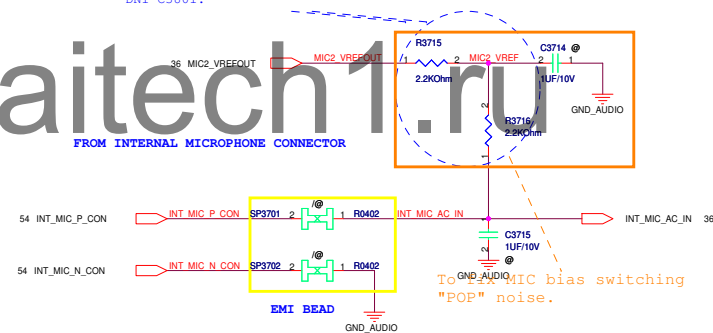 R3715
C3714 @
36 MIC2_VREFOUT
MIC2_VREFOUT
1
2
MIC2_VREF
2
1
2.2KOhm
1UF/10V
GND_AUDIO
aitech1.ru
2
R3716
2.2KOhm
1
FROM INTERNAL MICROPHONE CONNECTOR
/@
54 INT_MIC_P_CON
INT_MIC_P_CON
SP3701
2
1
R0402
INT_MIC_AC_IN
INT_MIC_AC_IN 36
1
C3715
1UF/10V
2
@
GND_AUDIO
/@
54 INT_MIC_N_CON
INT_MIC_N_CON
SP3702
2
1
R0402
To fix MIC bias switching
"POP" noise.
EMI BEAD
GND_AUDIO